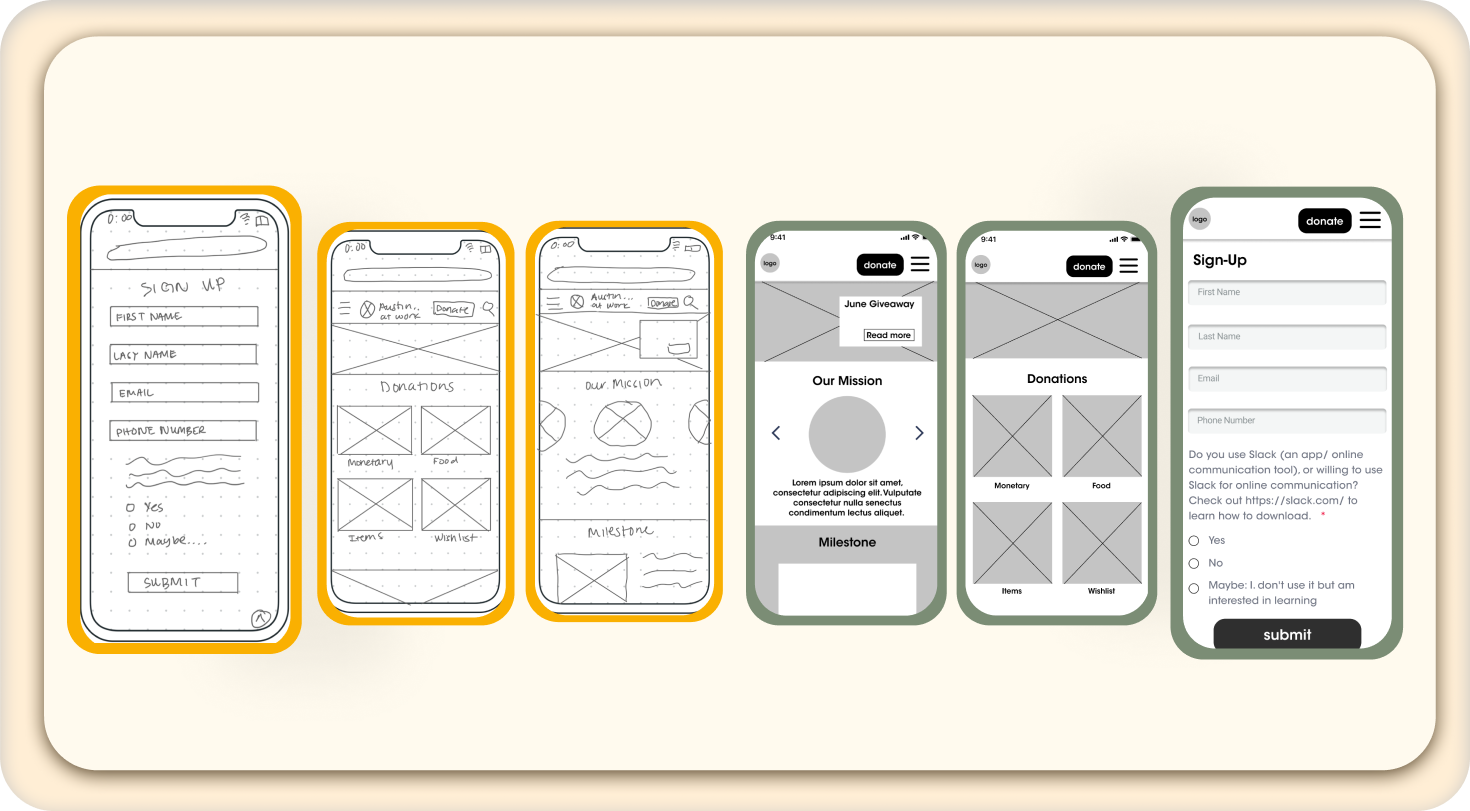 0:00
SIGN UP
FIRST NAME
LAST NAME
EMAIL
PHONE NUMBER
Yes
NO
Maybe....
SUBMIT
0:00
Austin..
at work
Donate
Donations
Monetary
Food
Items
Wishlist
0:00
Austin...
at work
Donate
Our Mission
Milestone
9:41
logo
donate
June Giveaway
Read more
Our Mission
Lorem ipsum dolor sit amet,
consectetur adipiscing elit. Vulputate
consectetur nulla senectus
condimentum lectus aliquet.
Milestone
9:41
logo
donate
Donations
Monetary
Food
Items
Wishlist
logo
donate
Sign-Up
First Name
Last Name
Email
Phone Number
Do you use Slack (an app/ online
communication tool), or willing to use
Slack for online communication?
Check out https://slack.com/ to
learn how to download. *
Yes
No
Maybe: I. don't use it but am
interested in learning
submit